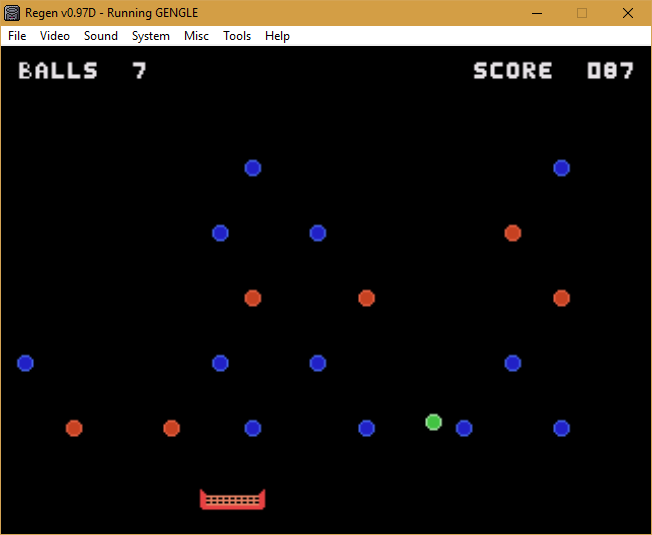 Regen v0.97D - Running GENGLE
File Video Sound System Misc Tools Help
BALLS 7 SCORE 087